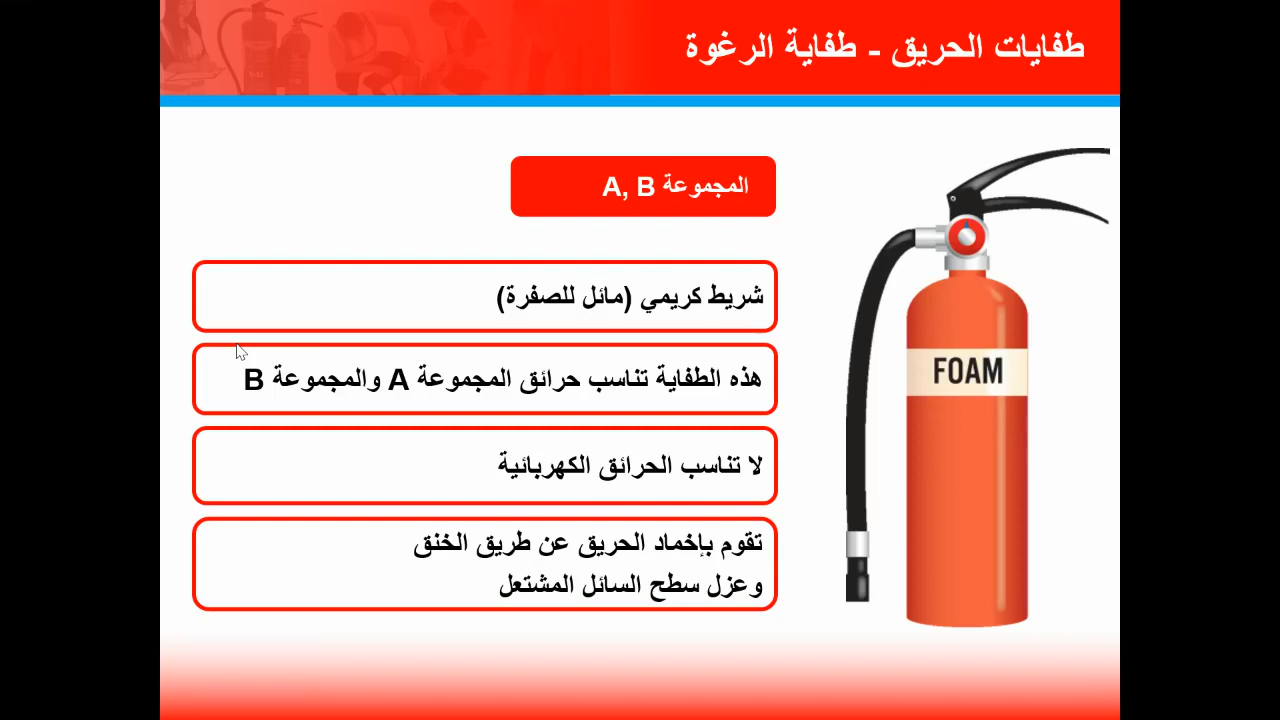 طفايات الحريق - طفاية الرغوة
المجموعة A, B
شريط كريمي (مائل للصفرة)
هذه الطفاية تناسب حرائق المجموعة A والمجموعة B
لا تناسب الحرائق الكهربائية
تقوم بإخماد الحريق عن طريق الخنق
وعزل سطح السائل المشتعل
FOAM